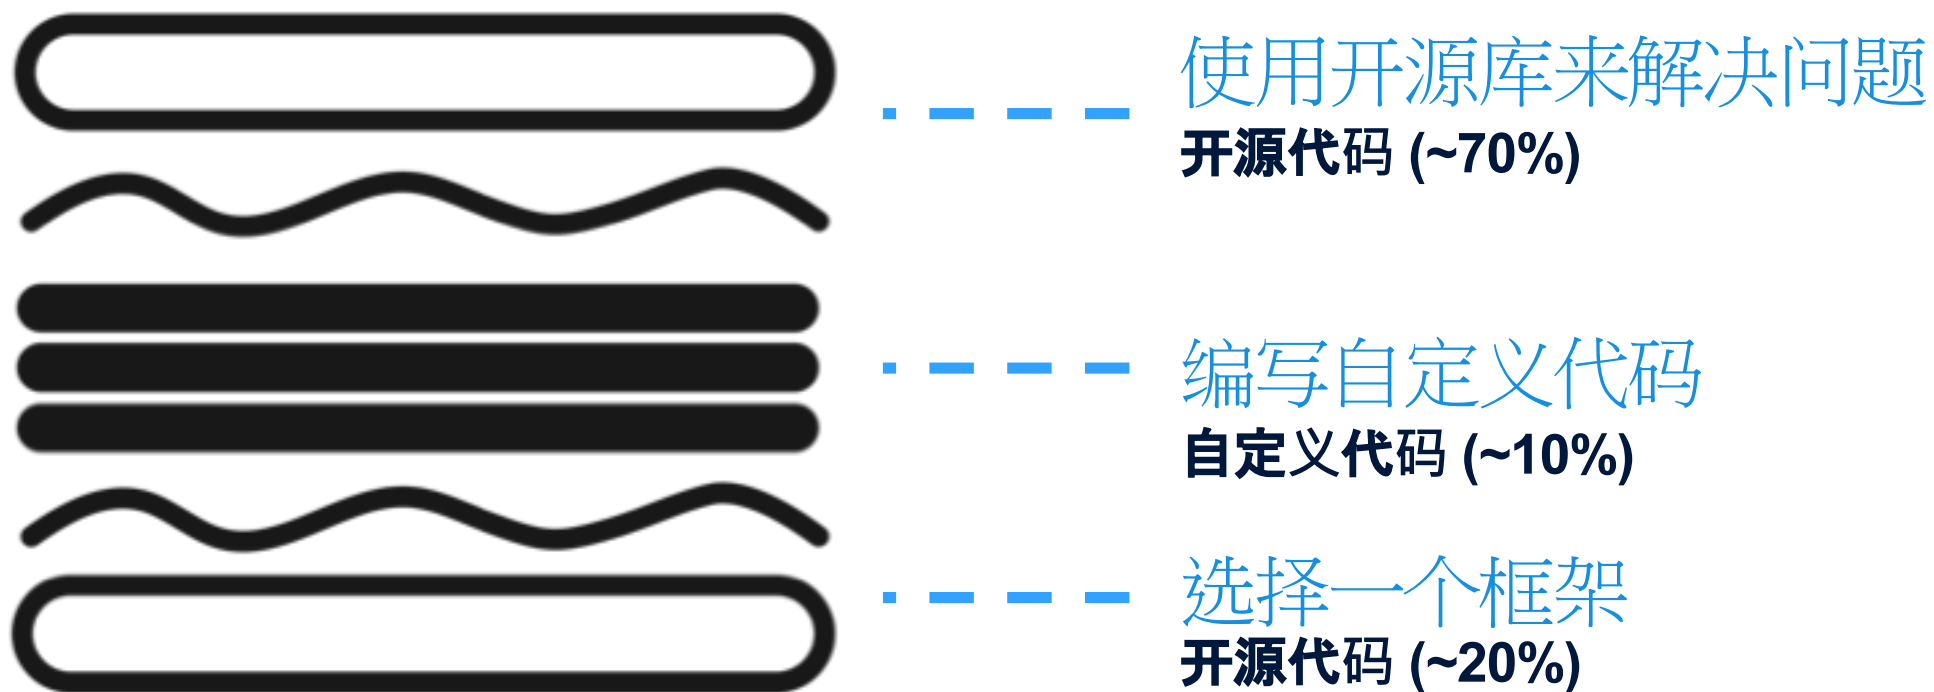 使用开源库来解决问题
开源代码 (~70%)
编写自定义代码
自定义代码 (~10%)
选择一个框架
开源代码 (~20%)